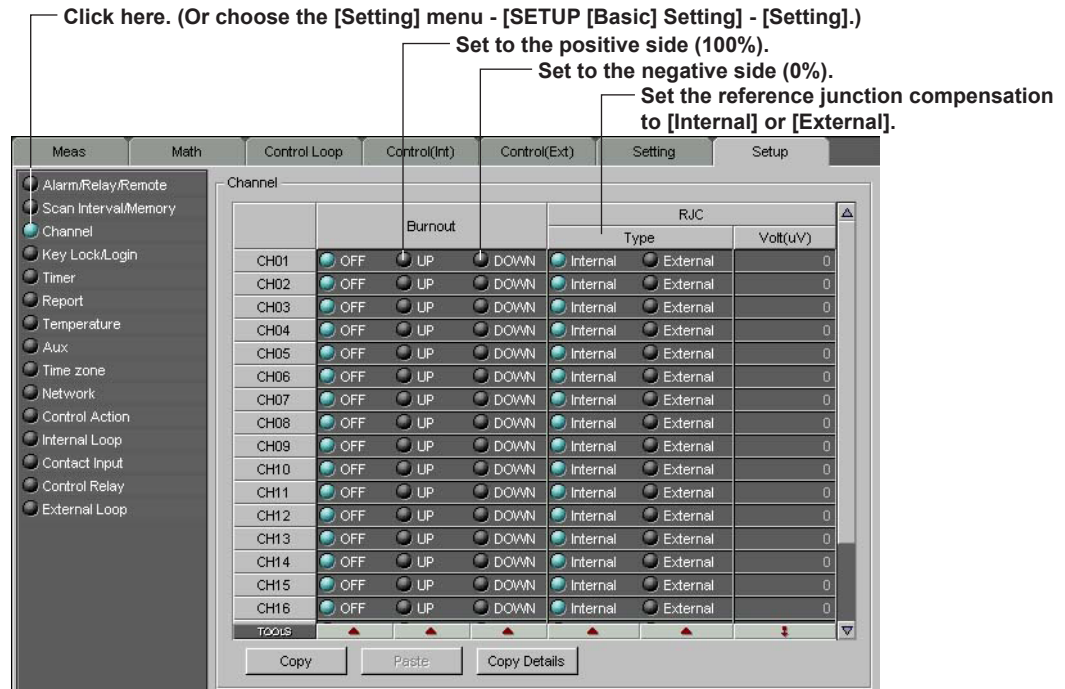 Click here. (Or choose the [Setting] menu - [SETUP [Basic] Setting] - [Setting].)
Set to the positive side (100%).
Set to the negative side (0%).
Set the reference junction compensation
to [Internal] or [External].
Meas Math Control Loop Control(Int) Control(Ext) Setting Setup
Alarm/Relay/Remote
Scan Interval/Memory
Channel
Key Lock/Login
Timer
Report
Temperature
Aux
Time zone
Network
Control Action
Internal Loop
Contact Input
Control Relay
External Loop
Channel
Burnout RJC
Type Volt(uV)
CH01 OFF UP DOWN Internal External 0
CH02 OFF UP DOWN Internal External 0
CH03 OFF UP DOWN Internal External 0
CH04 OFF UP DOWN Internal External 0
CH05 OFF UP DOWN Internal External 0
CH06 OFF UP DOWN Internal External 0
CH07 OFF UP DOWN Internal External 0
CH08 OFF UP DOWN Internal External 0
CH09 OFF UP DOWN Internal External 0
CH10 OFF UP DOWN Internal External 0
CH11 OFF UP DOWN Internal External 0
CH12 OFF UP DOWN Internal External 0
CH13 OFF UP DOWN Internal External 0
CH14 OFF UP DOWN Internal External 0
CH15 OFF UP DOWN Internal External 0
CH16 OFF UP DOWN Internal External 0
TOOLS
Copy Paste Copy Details